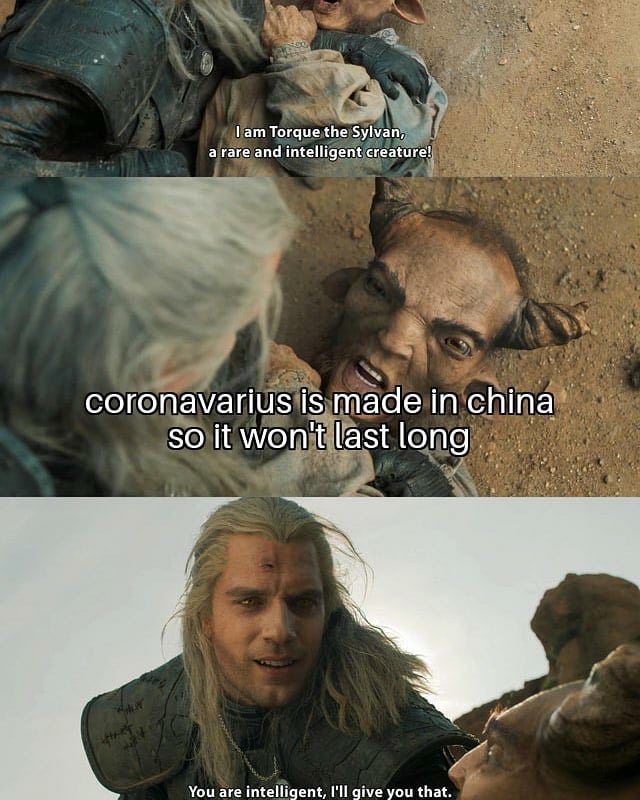 I am Torque the Sylvan,
a rare and intelligent creature!
coronavarius is made in china
so it won't last long
You are intelligent, I'll give you that.